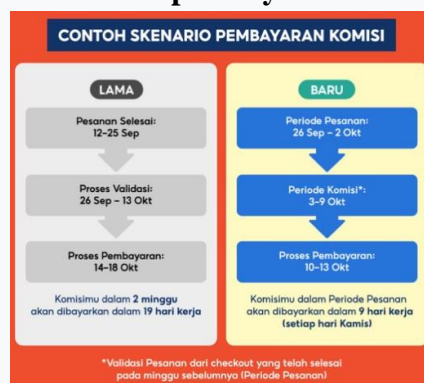 CONTOH SKENARIO PEMBAYARAN KOMISI
LAMA
Pesanan Selesai:
12–25 Sep
Proses Validasi:
26 Sep – 13 Okt
Proses Pembayaran:
14–18 Okt
Komisimu dalam 2 minggu
akan dibayarkan dalam 19 hari kerja
BARU
Periode Pesanan:
26 Sep – 2 Okt
Periode Komisi*:
3–9 Okt
Proses Pembayaran:
10–13 Okt
Komisimu dalam Periode Pesanan
akan dibayarkan dalam 9 hari kerja
(setiap hari Kamis)
*Validasi Pesanan dari checkout yang telah selesai
pada minggu sebelumnya (Periode Pesanan)